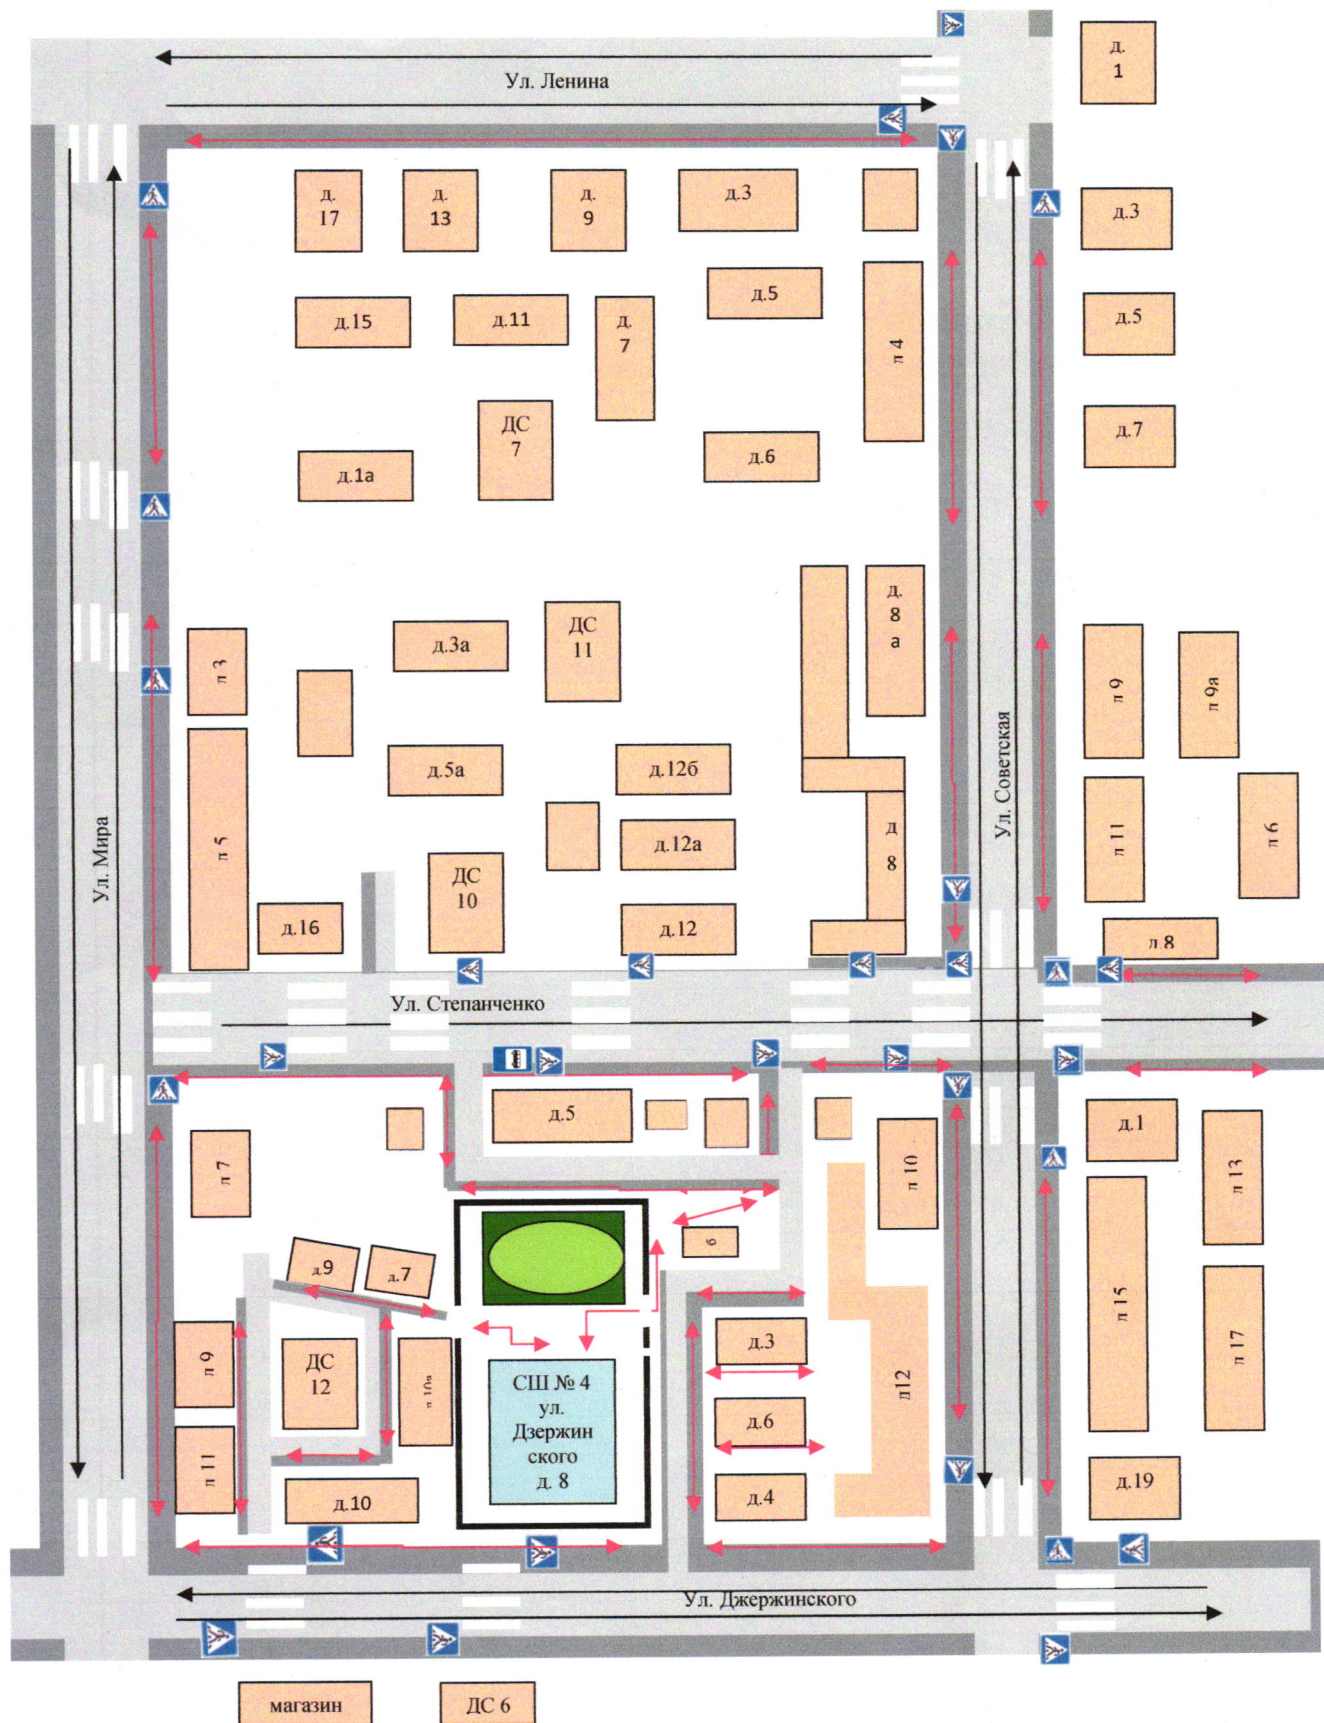 д.
1
Ул. Ленина
д.
17
д.
13
д.
9
д.3
д.3
д.15
д.11
д.
7
д.5
л 4
д.5
д.1а
ДС
7
д.6
д.7
л 3
д.3а
ДС
11
д.
8
а
л 9
л 9а
Ул. Мира
л 5
д.5а
д.12б
д.12а
Ул. Советская
л 11
л 6
д
8
д.16
ДС
10
д.12
л.8
Ул. Степанченко
д.5
д.1
л 7
л 10
л 13
д.9
д.7
б
л 15
л 17
л 9
ДС
12
д.3
СШ № 4
ул.
Дзержин
ского
д. 8
л12
д.6
л 11
д.10
д.4
д.19
Ул. Джержинского
магазин
ДС 6